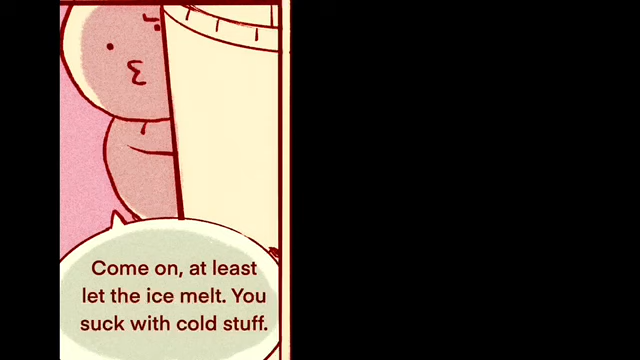 Come on, at least
let the ice melt. You
suck with cold stuff.